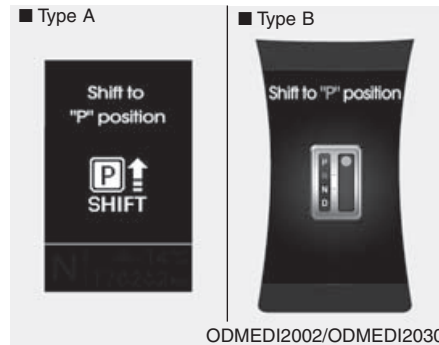 ■ Type A
Shift to
"P" position
P
SHIFT
N
■ Type B
Shift to "P" position
P
R
N
D
ODMEDI2002/ODMEDI2030